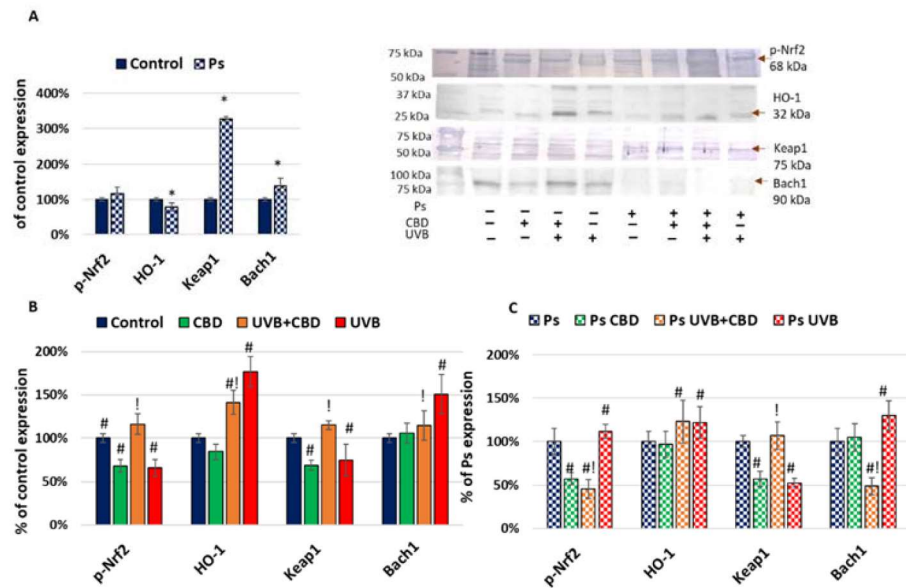 A
Control Ps
of control expression
400%
300%
200%
100%
0%
* * *
p-Nrf2 HO-1 Keap1 Bach1
75 kDa
50 kDa
p-Nrf2
68 kDa
37 kDa
25 kDa
HO-1
32 kDa
75 kDa
50 kDa
Keap1
75 kDa
100 kDa
75 kDa
Bach1
90 kDa
Ps − − − − + + + +
CBD − + + − − + + −
UVB − − + + − − + +
B
Control CBD UVB+CBD UVB
% of control expression
200%
150%
100%
50%
0%
# # ! # #! # # ! # ! #
p-Nrf2 HO-1 Keap1 Bach1
C
Ps Ps CBD Ps UVB+CBD Ps UVB
% of Ps expression
200%
150%
100%
50%
0%
# #! # # # # ! # #! #
p-Nrf2 HO-1 Keap1 Bach1